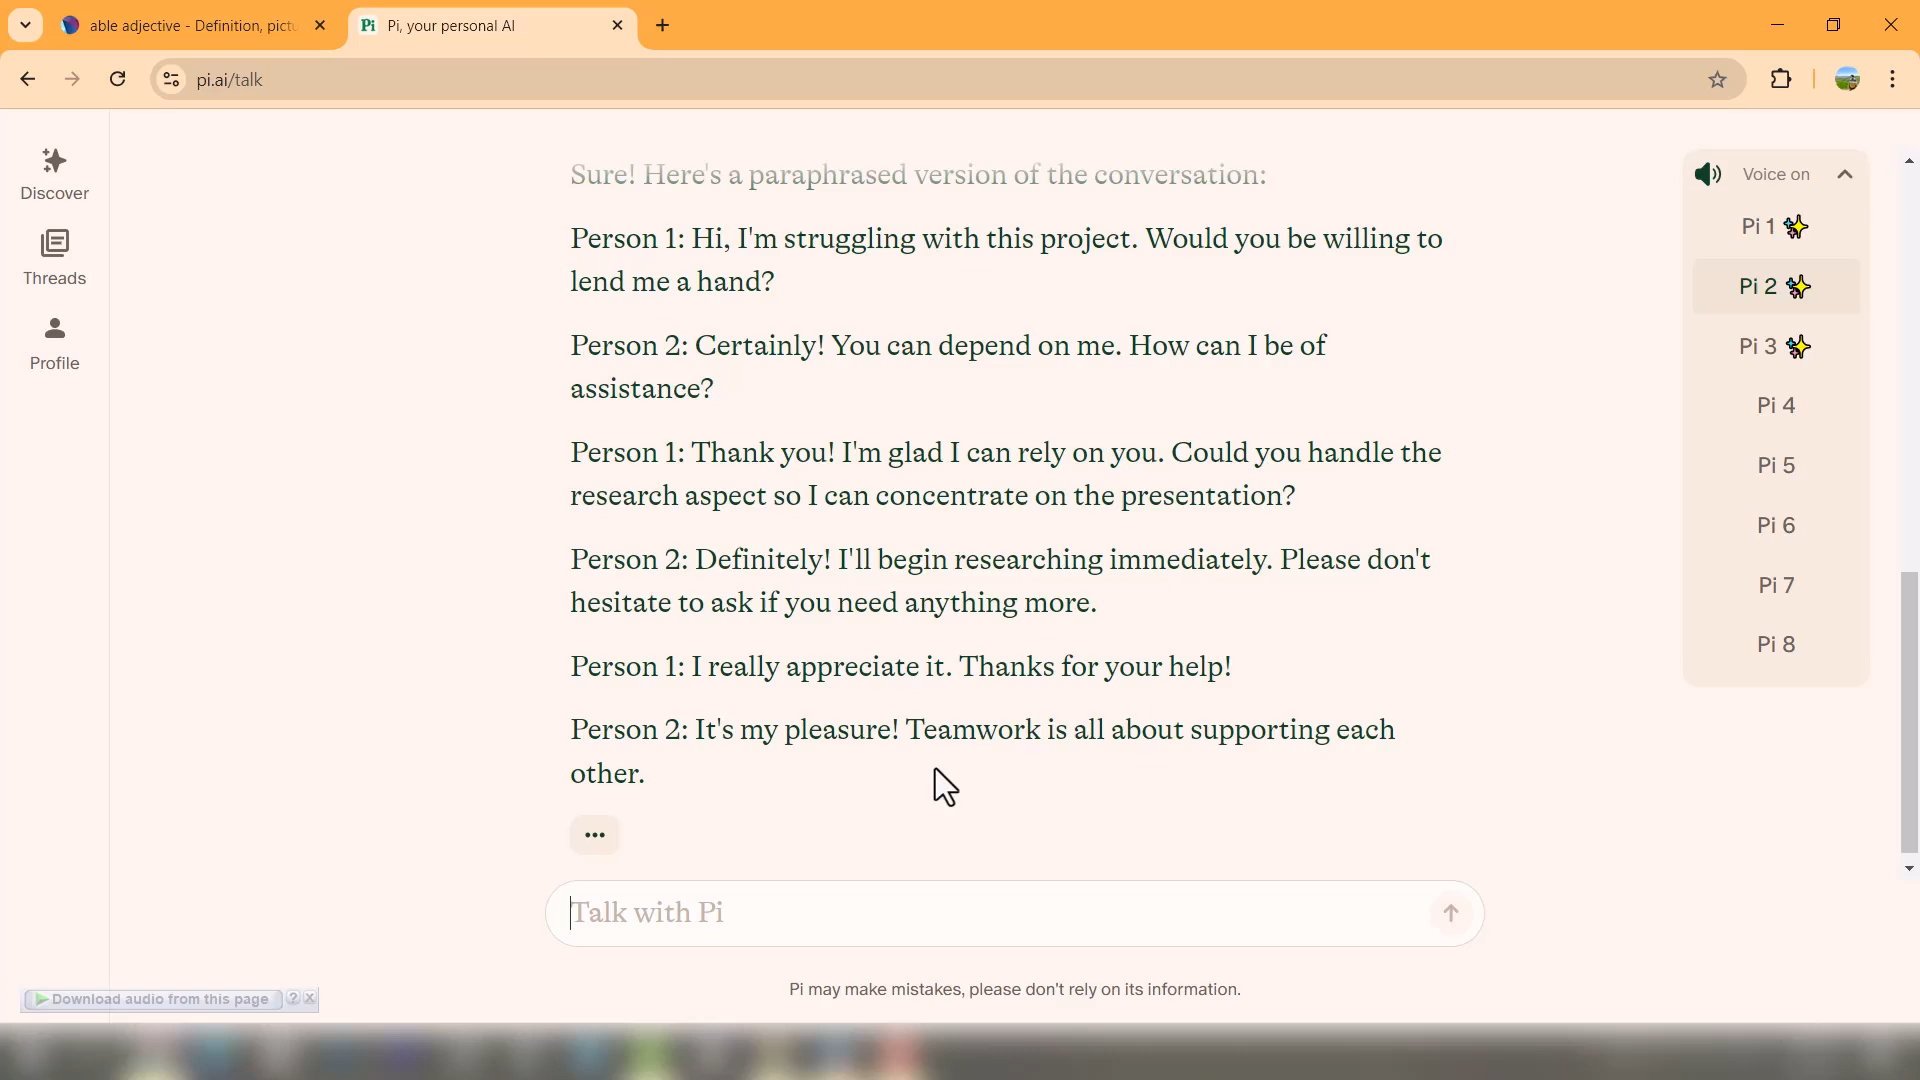 able adjective - Definition, pictu
Pi Pi, your personal AI
pi.ai/talk
Discover
Threads
Profile
Sure! Here's a paraphrased version of the conversation:
Person 1: Hi, I'm struggling with this project. Would you be willing to
lend me a hand?
Person 2: Certainly! You can depend on me. How can I be of
assistance?
Person 1: Thank you! I'm glad I can rely on you. Could you handle the
research aspect so I can concentrate on the presentation?
Person 2: Definitely! I'll begin researching immediately. Please don't
hesitate to ask if you need anything more.
Person 1: I really appreciate it. Thanks for your help!
Person 2: It's my pleasure! Teamwork is all about supporting each
other.
•••
Talk with Pi
Pi may make mistakes, please don't rely on its information.
Download audio from this page ? X
Voice on
Pi 1
Pi 2
Pi 3
Pi 4
Pi 5
Pi 6
Pi 7
Pi 8